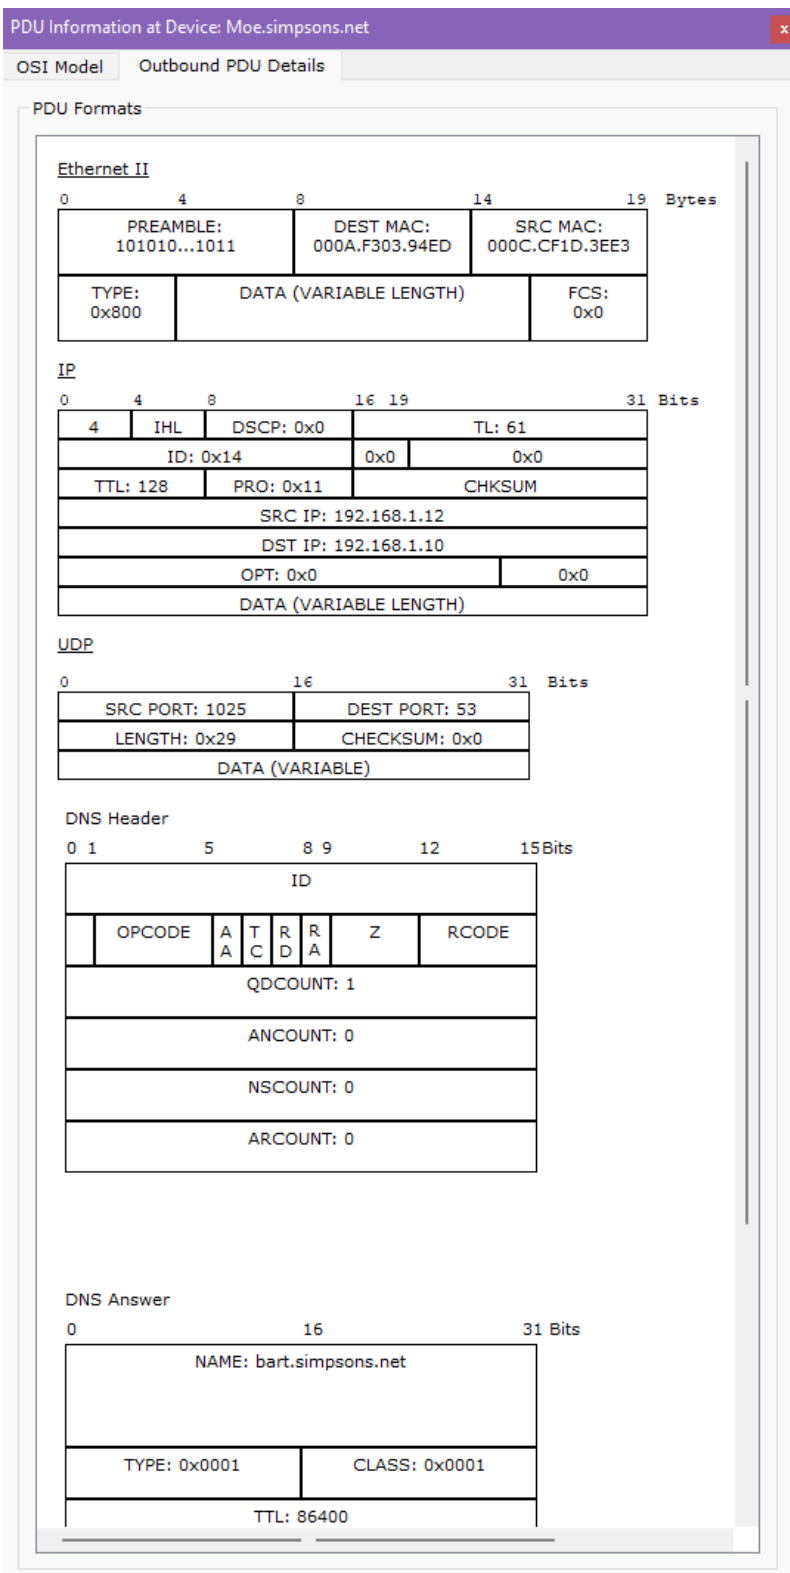 PDU Information at Device: Moe.simpsons.net
x
OSI Model Outbound PDU Details
PDU Formats
Ethernet II
0 4 8 14 19 Bytes
PREAMBLE: DEST MAC: SRC MAC:
101010...1011 000A.F303.94ED 000C.CF1D.3EE3
TYPE: DATA (VARIABLE LENGTH) FCS:
0x800 0x0
IP
0 4 8 16 19 31 Bits
4 IHL DSCP: 0x0 TL: 61
ID: 0x14 0x0 0x0
TTL: 128 PRO: 0x11 CHKSUM
SRC IP: 192.168.1.12
DST IP: 192.168.1.10
OPT: 0x0 0x0
DATA (VARIABLE LENGTH)
UDP
0 16 31 Bits
SRC PORT: 1025 DEST PORT: 53
LENGTH: 0x29 CHECKSUM: 0x0
DATA (VARIABLE)
DNS Header
0 1 5 8 9 12 15Bits
ID
OPCODE AA TC RD RA Z RCODE
QDCOUNT: 1
ANCOUNT: 0
NSCOUNT: 0
ARCOUNT: 0
DNS Answer
0 16 31 Bits
NAME: bart.simpsons.net
TYPE: 0x0001 CLASS: 0x0001
TTL: 86400